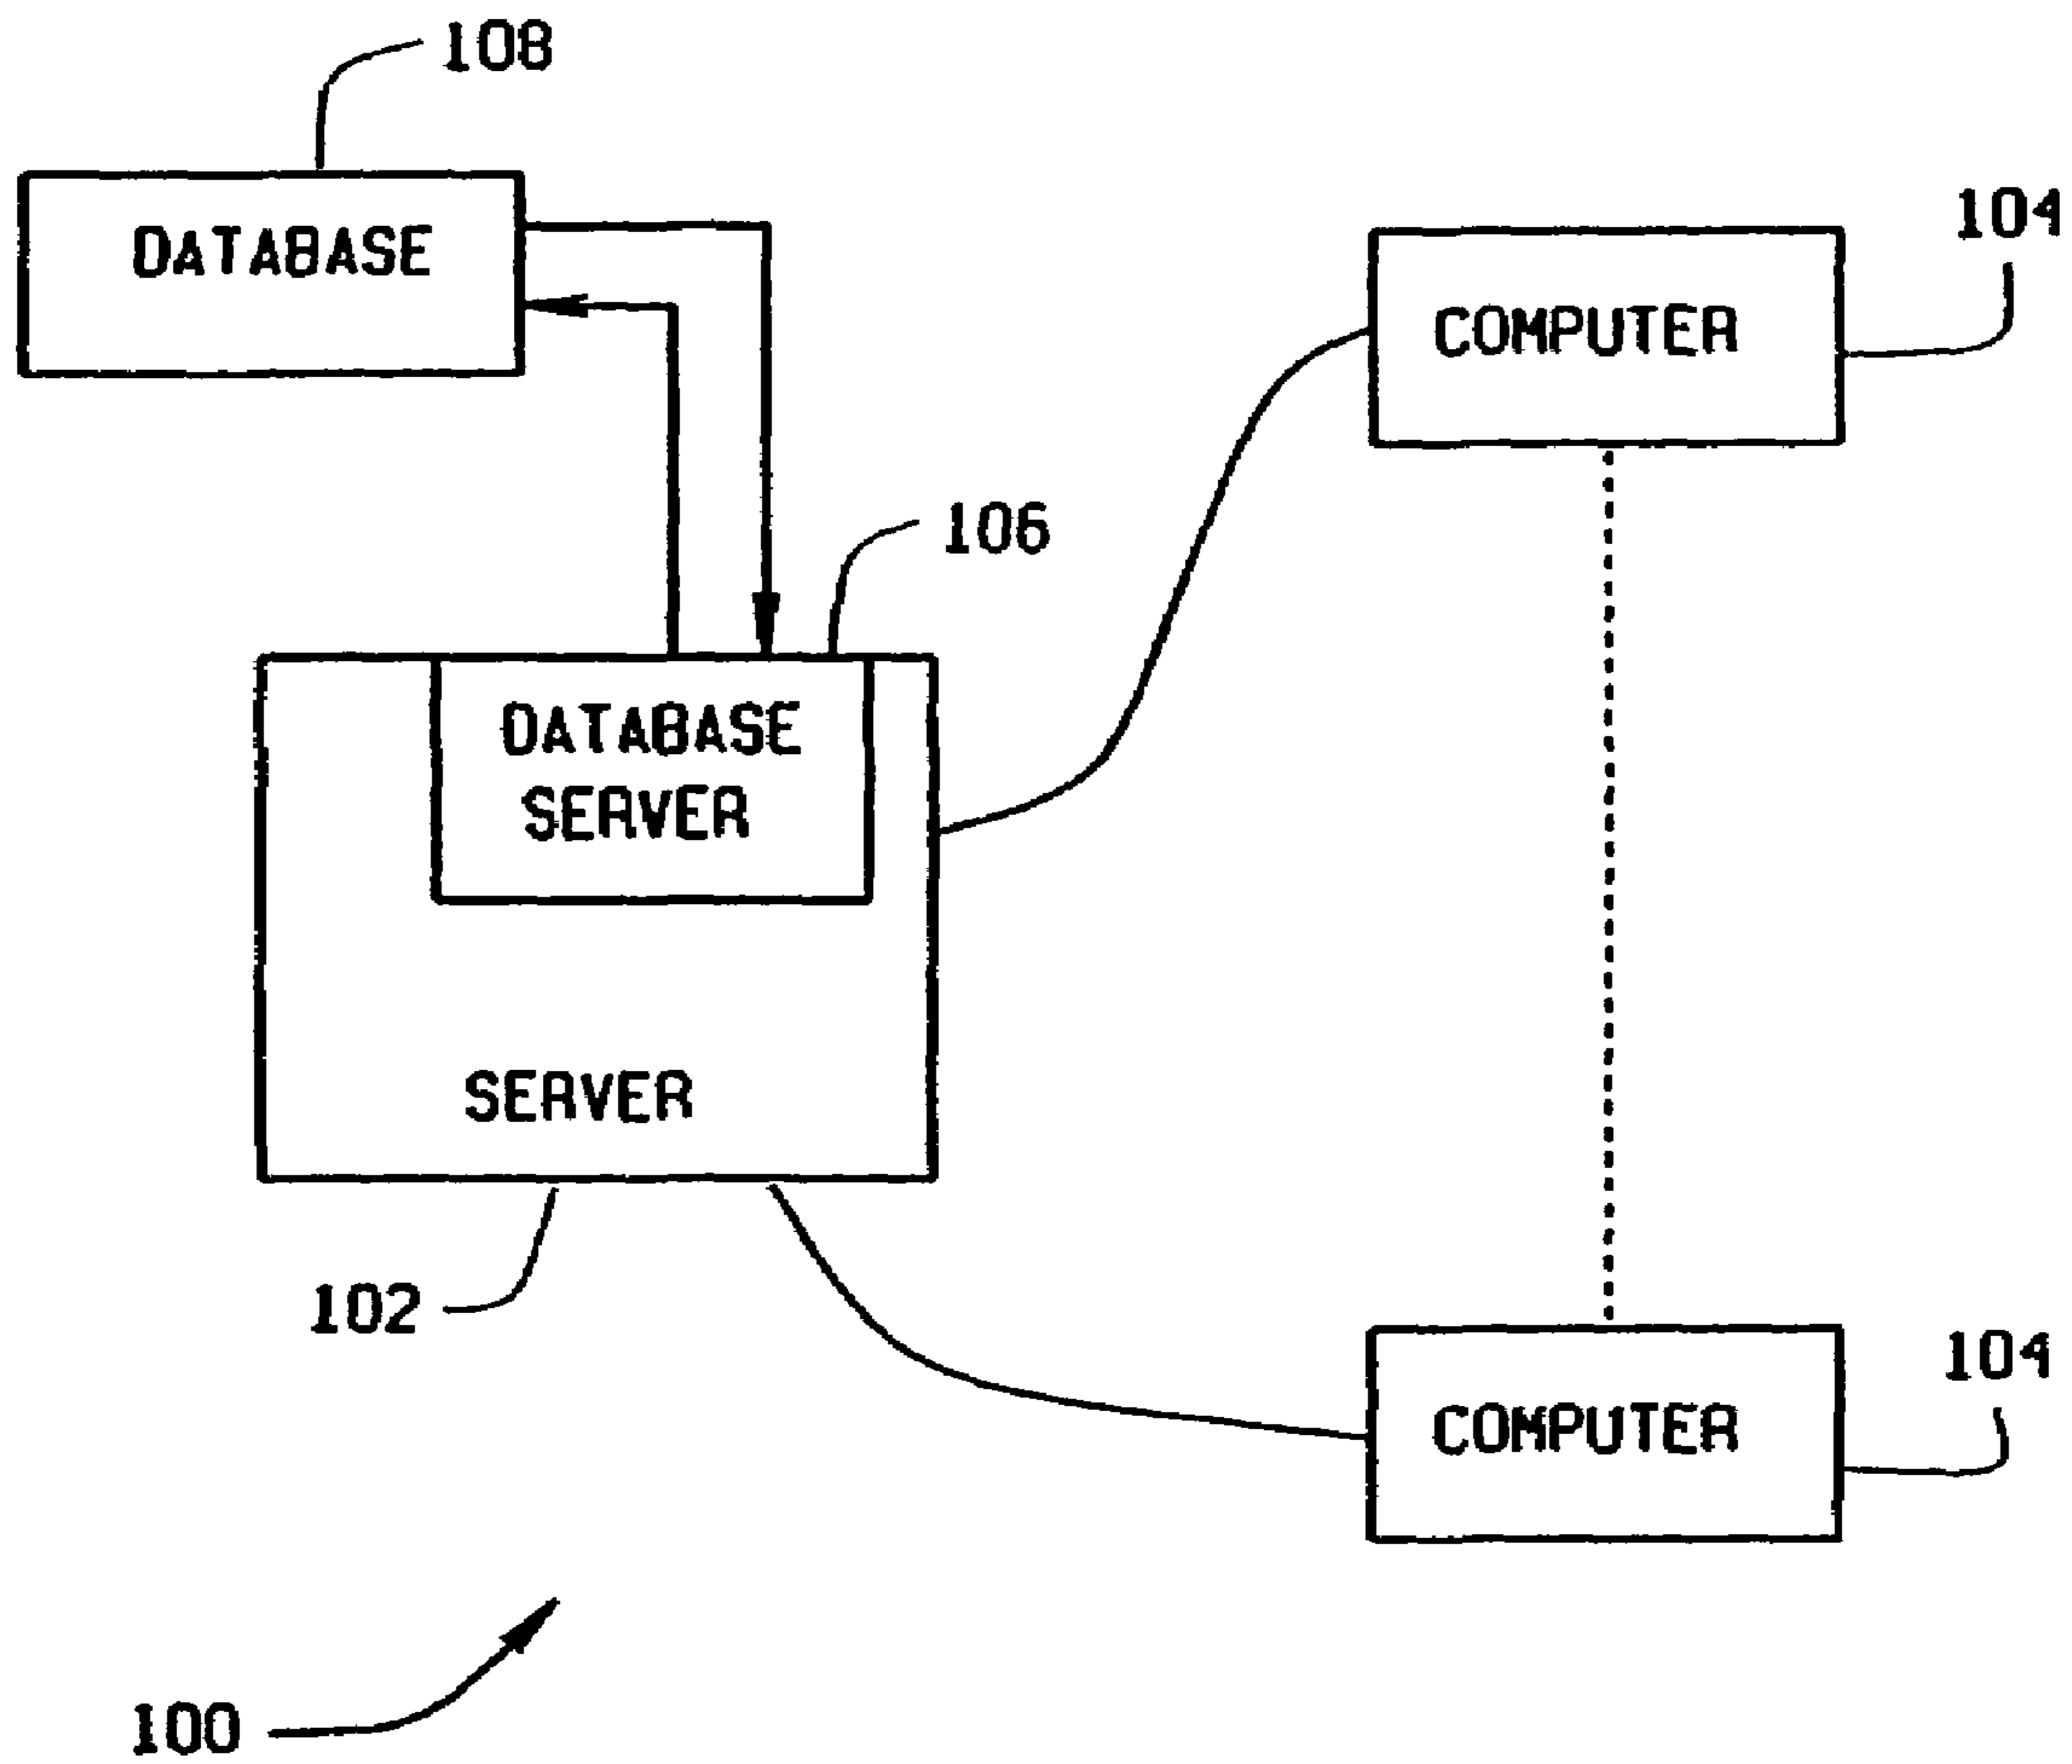 108
DATABASE
104
COMPUTER
106
DATABASE
SERVER
SERVER
102
104
COMPUTER
100